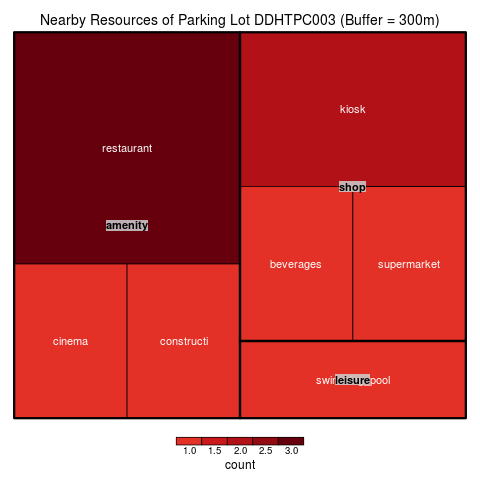 Nearby Resources of Parking Lot DDHTPC003 (Buffer = 300m)
restaurant
amenity
cinema
constructi
kiosk
shop
beverages
supermarket
leisure
1.0 1.5 2.0 2.5 3.0
count